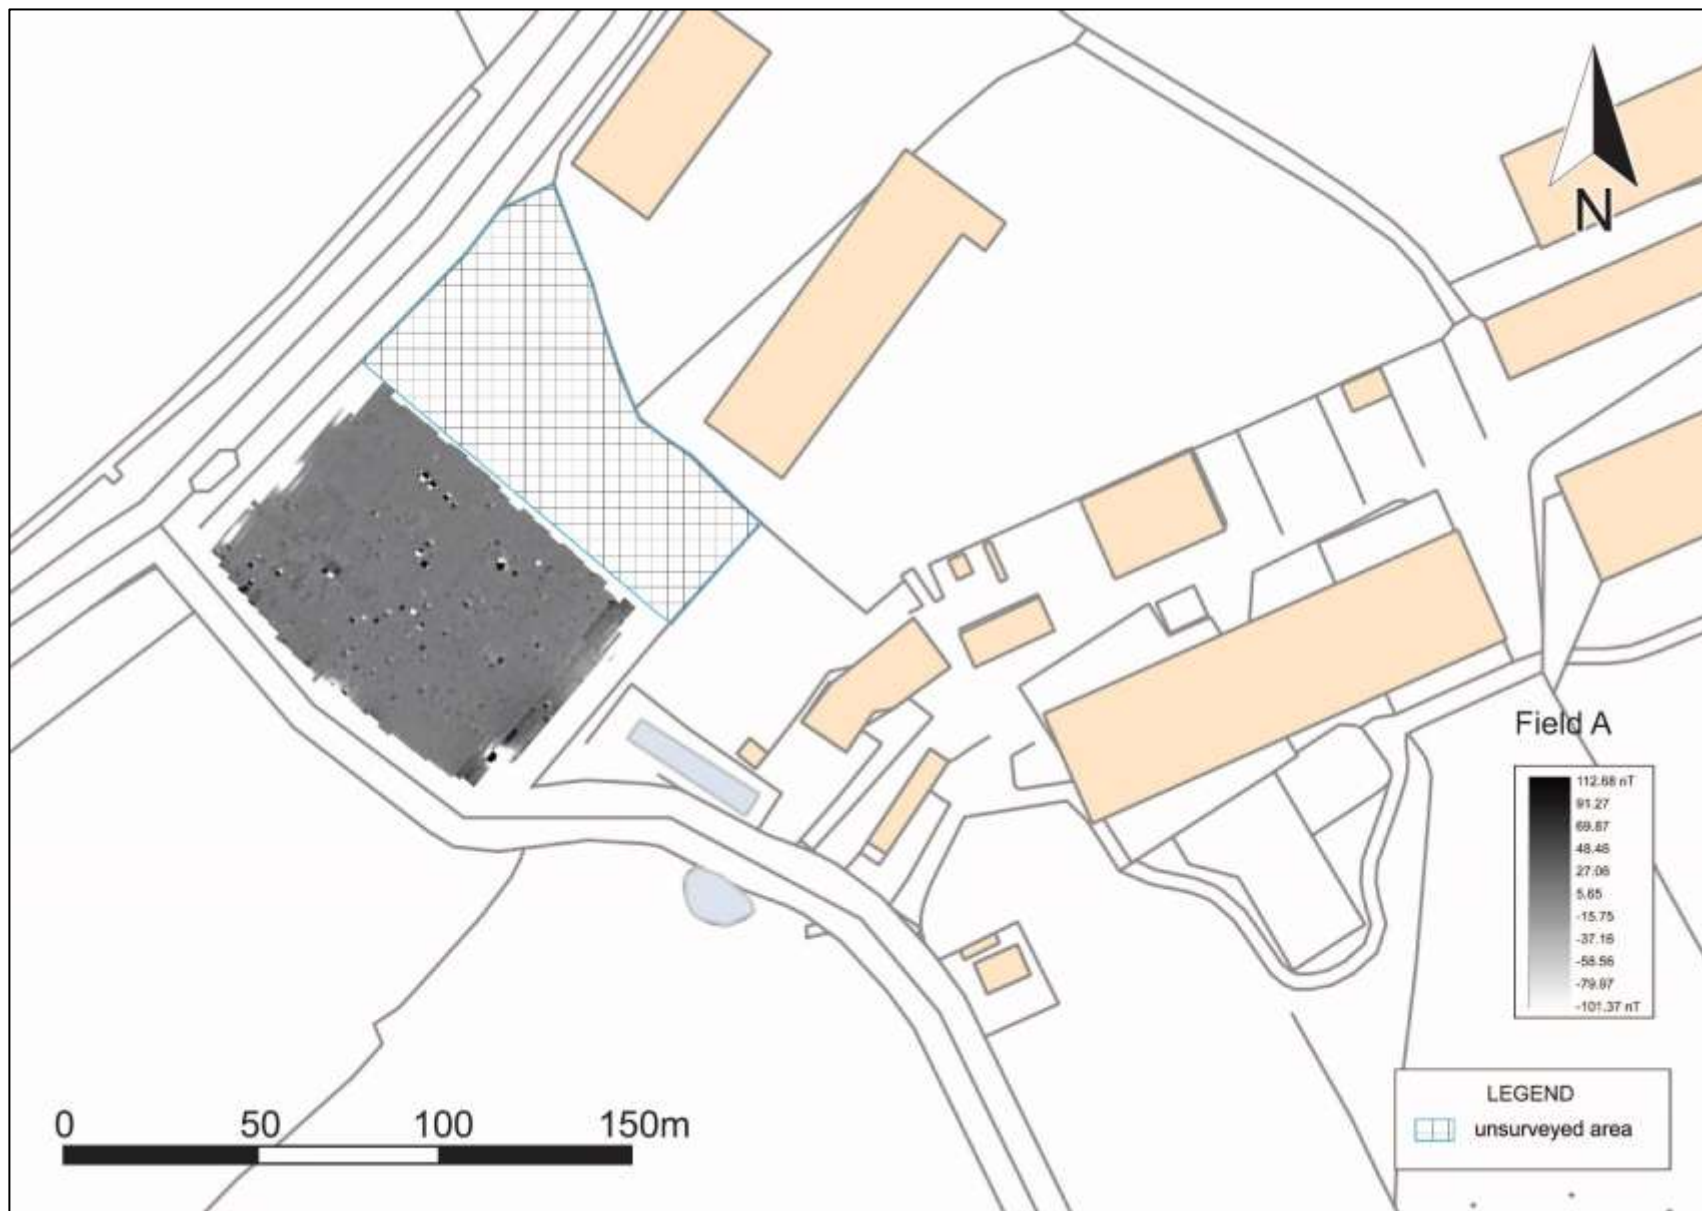 N
Field A
112.68 nT
91.27
69.87
48.46
27.06
5.65
-15.75
-37.16
-58.56
-79.97
-101.37 nT
0 50 100 150m
LEGEND
unsurveyed area